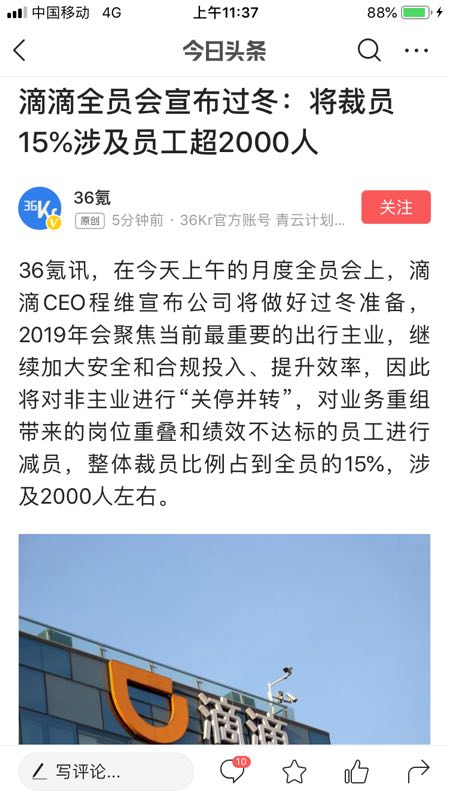 中国移动 4G 上午11:37 88%
今日头条
滴滴全员会宣布过冬：将裁员
15%涉及员工超2000人
36氪
36Kr
原创 5分钟前 · 36Kr官方账号 青云计划...
关注
36氪讯，在今天上午的月度全员会上，滴
滴CEO程维宣布公司将做好过冬准备，
2019年会聚焦当前最重要的出行主业，继
续加大安全和合规投入、提升效率，因此
将对非主业进行“关停并转”，对业务重组
带来的岗位重叠和绩效不达标的员工进行
减员，整体裁员比例占到全员的15%，涉
及2000人左右。
滴滴
写评论...
10